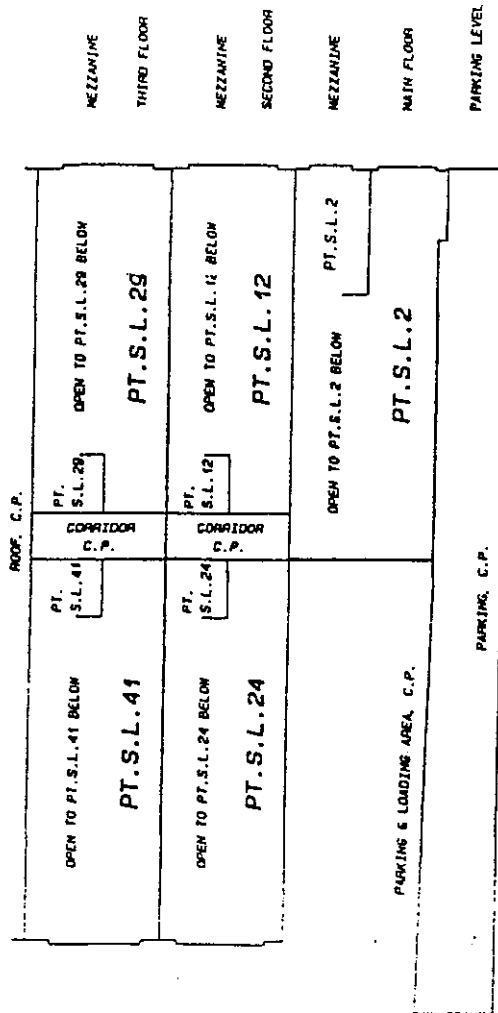 ROOF, C.P.
PT.
S.L.41
PT.
S.L.29
MEZZANINE
OPEN TO PT.S.L.41 BELOW
OPEN TO PT.S.L.29 BELOW
CORRIDOR
C.P.
PT.S.L.41
PT.S.L.29
THIRD FLOOR
PT.
S.L.24
PT.
S.L.12
MEZZANINE
OPEN TO PT.S.L.24 BELOW
OPEN TO PT.S.L.12 BELOW
CORRIDOR
C.P.
PT.S.L.24
PT.S.L.12
SECOND FLOOR
PT.S.L.2
MEZZANINE
OPEN TO PT.S.L.2 BELOW
PT.S.L.2
MAIN FLOOR
PARKING & LOADING AREA, C.P.
PARKING, C.P.
PARKING LEVEL